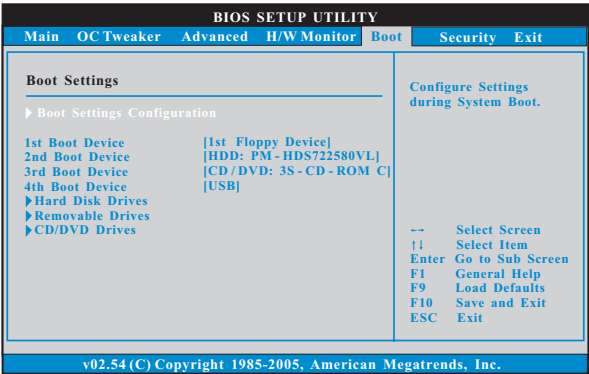 BIOS SETUP UTILITY
Main OC Tweaker Advanced H/W Monitor Boot Security Exit
Boot Settings
Boot Settings Configuration
1st Boot Device [1st Floppy Device]
2nd Boot Device [HDD: PM - HDS722580VL]
3rd Boot Device [CD / DVD: 3S - CD - ROM C]
4th Boot Device [USB]
Hard Disk Drives
Removable Drives
CD/DVD Drives
Configure Settings
during System Boot.
←→ Select Screen
↑↓ Select Item
Enter Go to Sub Screen
F1 General Help
F9 Load Defaults
F10 Save and Exit
ESC Exit
v02.54 (C) Copyright 1985-2005, American Megatrends, Inc.